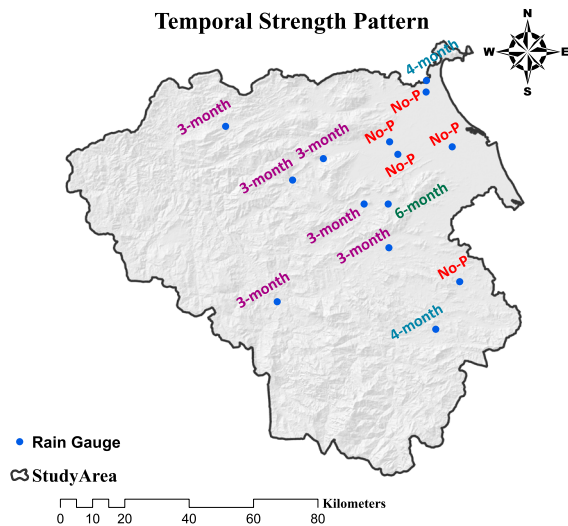 Temporal Strength Pattern
N
W E
S
4-month
No-P
3-month
No-P
No-P
3-month
No-P
3-month
6-month
3-month
3-month
No-P
3-month
4-month
Rain Gauge
StudyArea
Kilometers
0 10 20 40 60 80